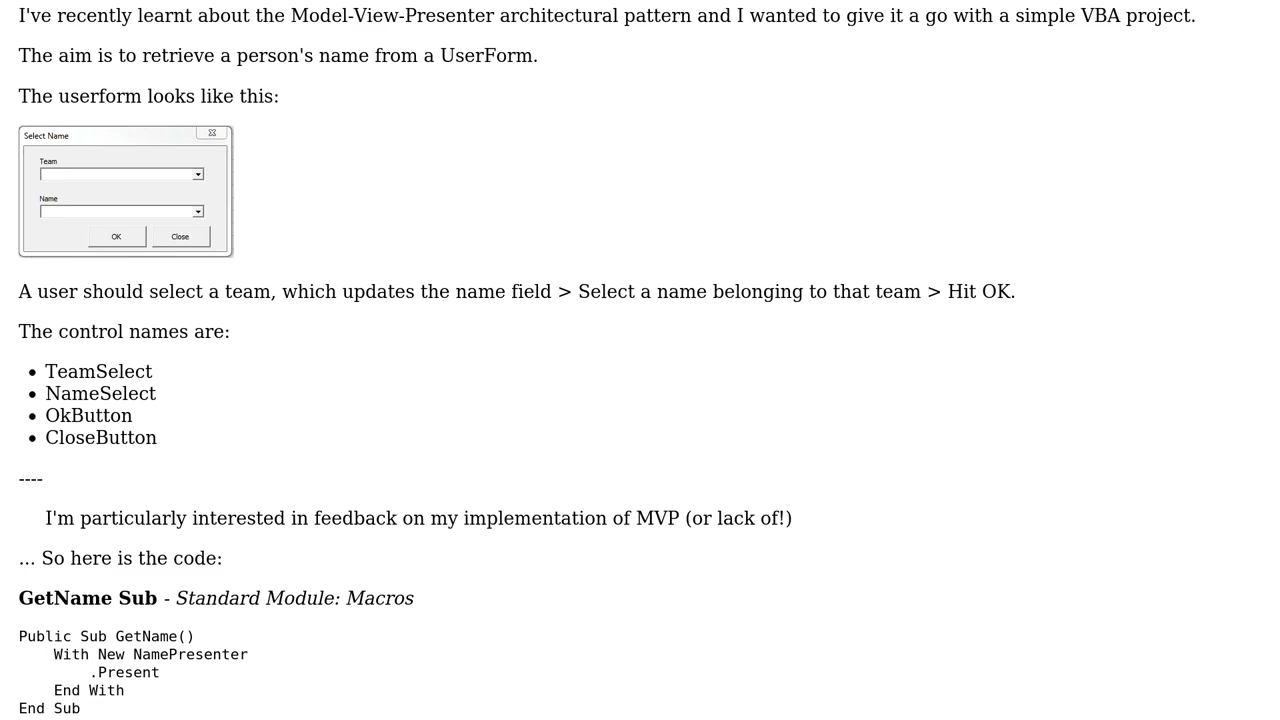 I've recently learnt about the Model-View-Presenter architectural pattern and I wanted to give it a go with a simple VBA project.
The aim is to retrieve a person's name from a UserForm.
The userform looks like this:
Select Name
Team
Name
OK Close
A user should select a team, which updates the name field > Select a name belonging to that team > Hit OK.
The control names are:
• TeamSelect
• NameSelect
• OkButton
• CloseButton
----
I'm particularly interested in feedback on my implementation of MVP (or lack of!)
... So here is the code:
GetName Sub - Standard Module: Macros
Public Sub GetName()
    With New NamePresenter
        .Present
    End With
End Sub